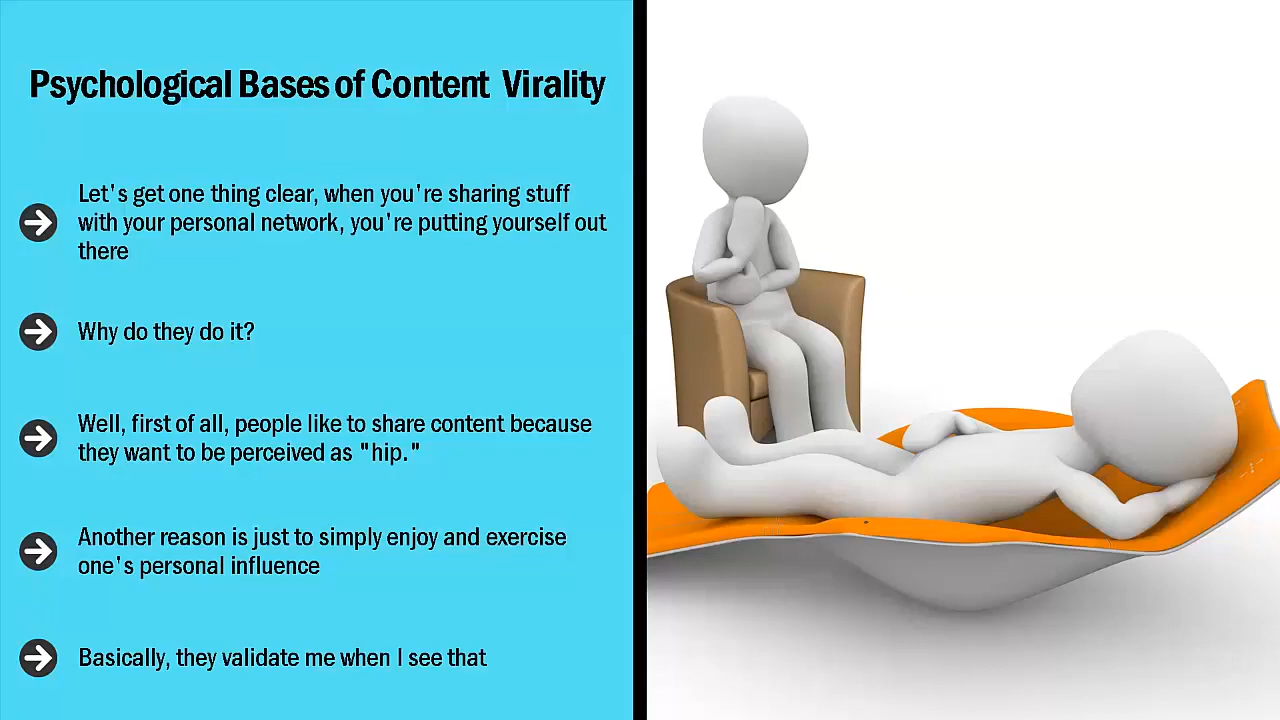 Psychological Bases of Content Virality
Let's get one thing clear, when you're sharing stuff
with your personal network, you're putting yourself out
there
Why do they do it?
Well, first of all, people like to share content because
they want to be perceived as "hip."
Another reason is just to simply enjoy and exercise
one's personal influence
Basically, they validate me when I see that